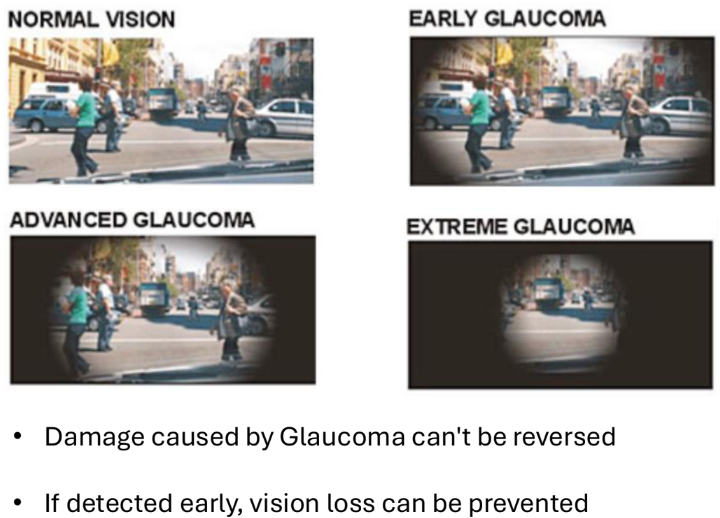 NORMAL VISION
EARLY GLAUCOMA
ADVANCED GLAUCOMA
EXTREME GLAUCOMA
• Damage caused by Glaucoma can't be reversed
• If detected early, vision loss can be prevented